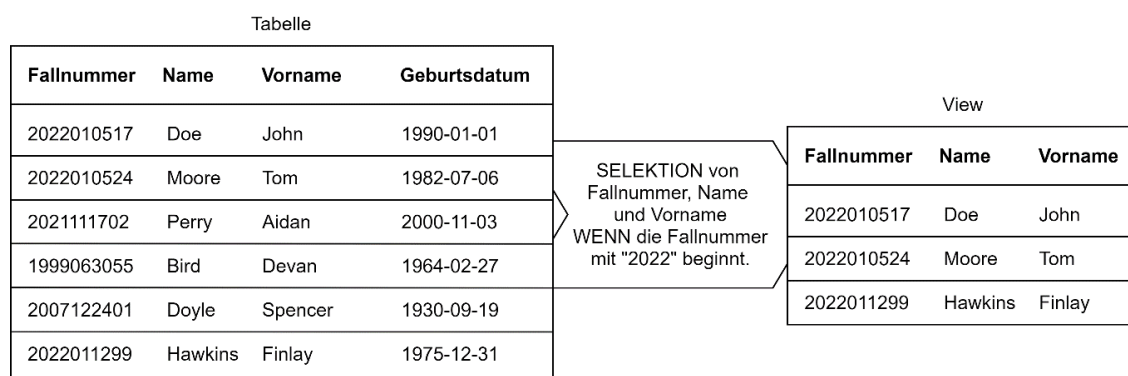 Tabelle
Fallnummer Name Vorname Geburtsdatum
2022010517 Doe John 1990-01-01
2022010524 Moore Tom 1982-07-06
2021111702 Perry Aidan 2000-11-03
1999063055 Bird Devan 1964-02-27
2007122401 Doyle Spencer 1930-09-19
2022011299 Hawkins Finlay 1975-12-31
SELEKTION von
Fallnummer, Name
und Vorname
WENN die Fallnummer
mit "2022" beginnt.
View
Fallnummer Name Vorname
2022010517 Doe John
2022010524 Moore Tom
2022011299 Hawkins Finlay